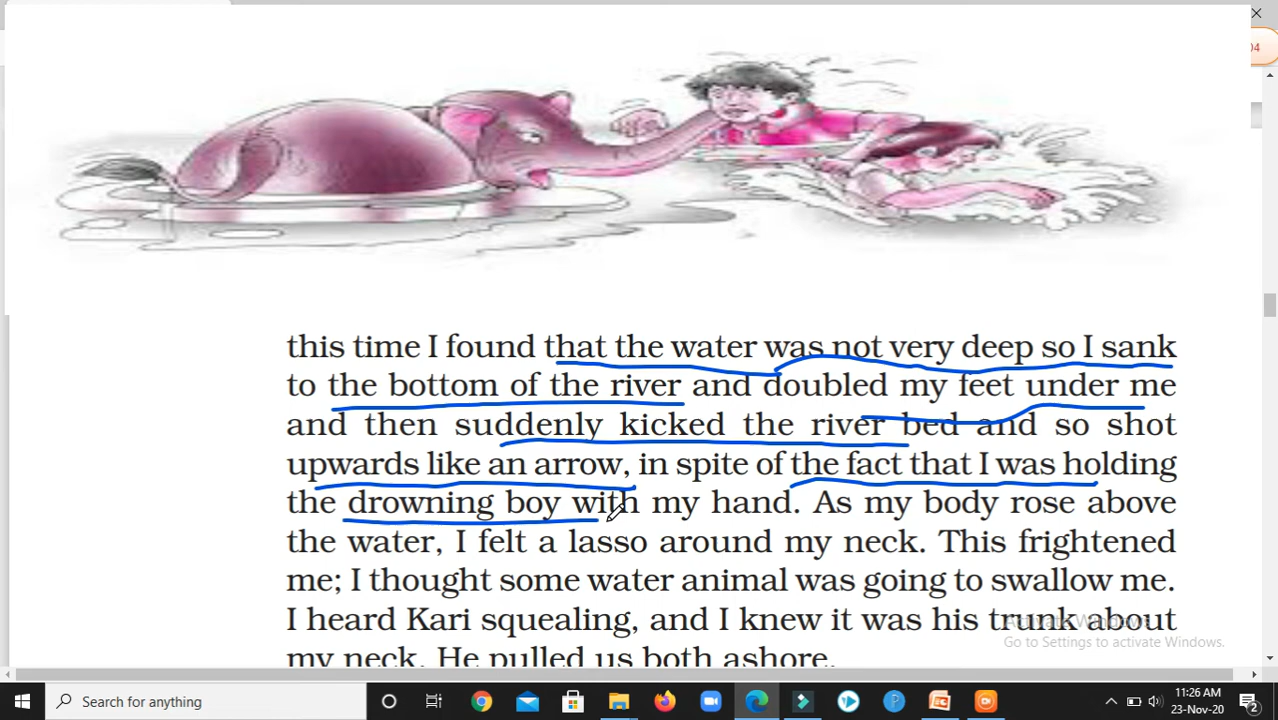 04
this time I found that the water was not very deep so I sank
to the bottom of the river and doubled my feet under me
and then suddenly kicked the river bed and so shot
upwards like an arrow, in spite of the fact that I was holding
the drowning boy with my hand. As my body rose above
the water, I felt a lasso around my neck. This frightened
me; I thought some water animal was going to swallow me.
I heard Kari squealing, and I knew it was his trunk about
my neck. He pulled us both ashore.
Activate Windows
Go to Settings to activate Windows.
Search for anything
11:26 AM
23-Nov-20
2